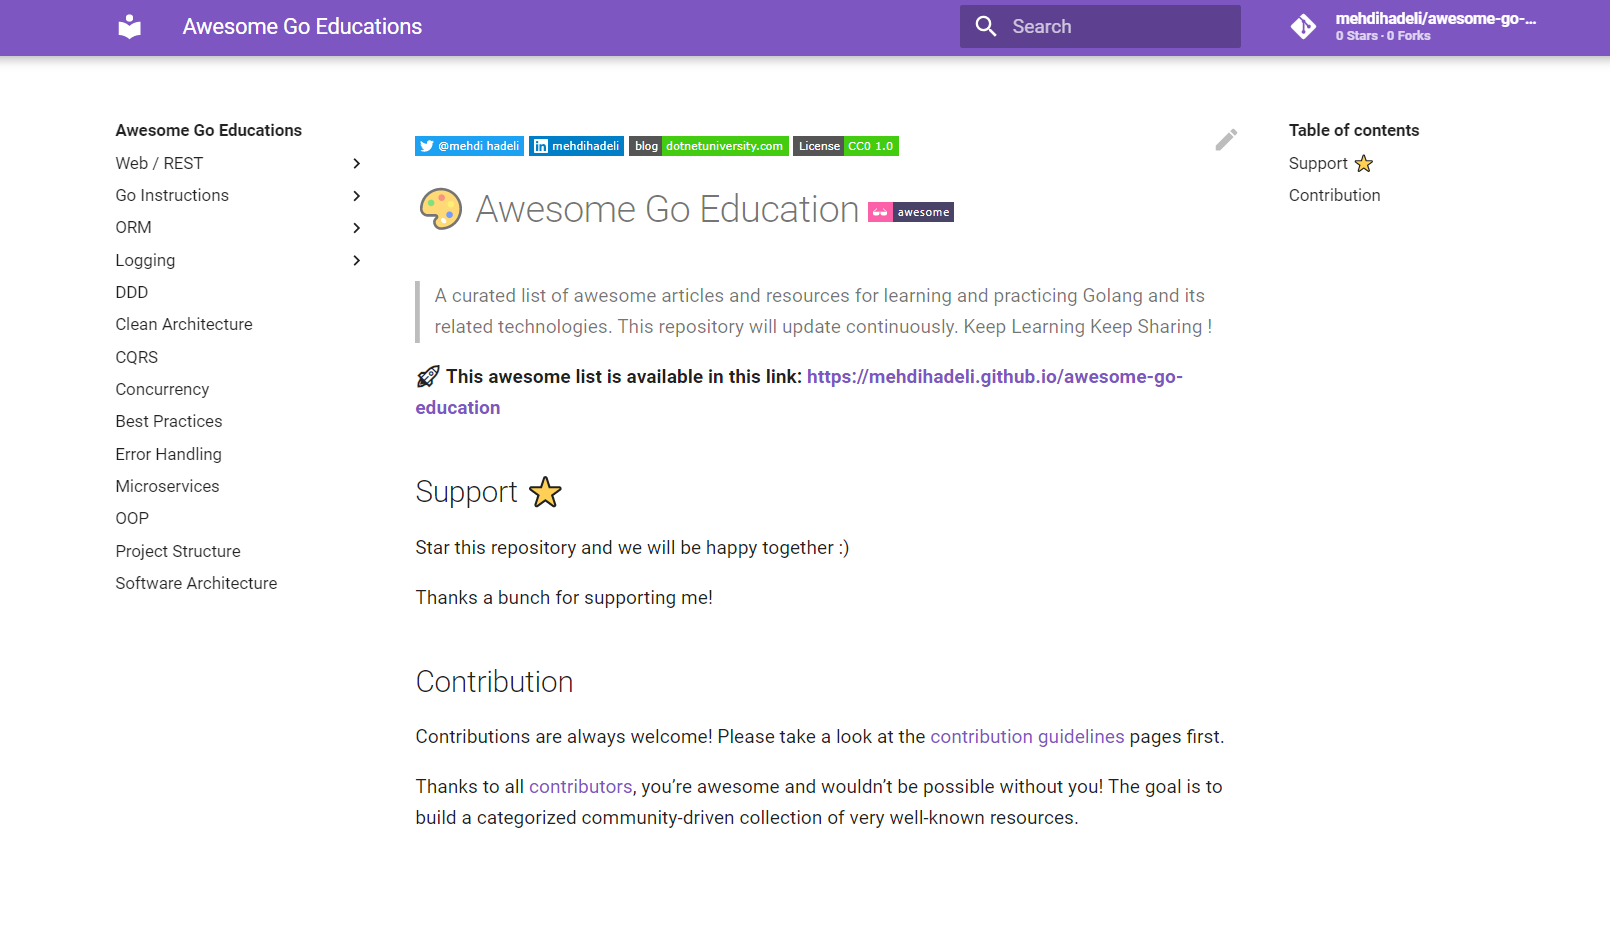 Awesome Go Educations
Search
mehdihadeli/awesome-go-...
0 Stars · 0 Forks
Awesome Go Educations
Web / REST
Go Instructions
ORM
Logging
DDD
Clean Architecture
CQRS
Concurrency
Best Practices
Error Handling
Microservices
OOP
Project Structure
Software Architecture
@mehdi hadeli
mehdihadeli
blog dotnetuniversity.com
License CC0 1.0
Awesome Go Education awesome
A curated list of awesome articles and resources for learning and practicing Golang and its
related technologies. This repository will update continuously. Keep Learning Keep Sharing !
This awesome list is available in this link: https://mehdihadeli.github.io/awesome-go-
education
Support
Star this repository and we will be happy together :)
Thanks a bunch for supporting me!
Contribution
Contributions are always welcome! Please take a look at the contribution guidelines pages first.
Thanks to all contributors, you’re awesome and wouldn’t be possible without you! The goal is to
build a categorized community-driven collection of very well-known resources.
Table of contents
Support
Contribution